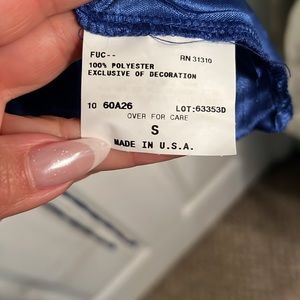 FUC-- RN 31310
100% POLYESTER
EXCLUSIVE OF DECORATION
10 60A26 LOT:63353D
OVER FOR CARE
S
MADE IN U.S.A.